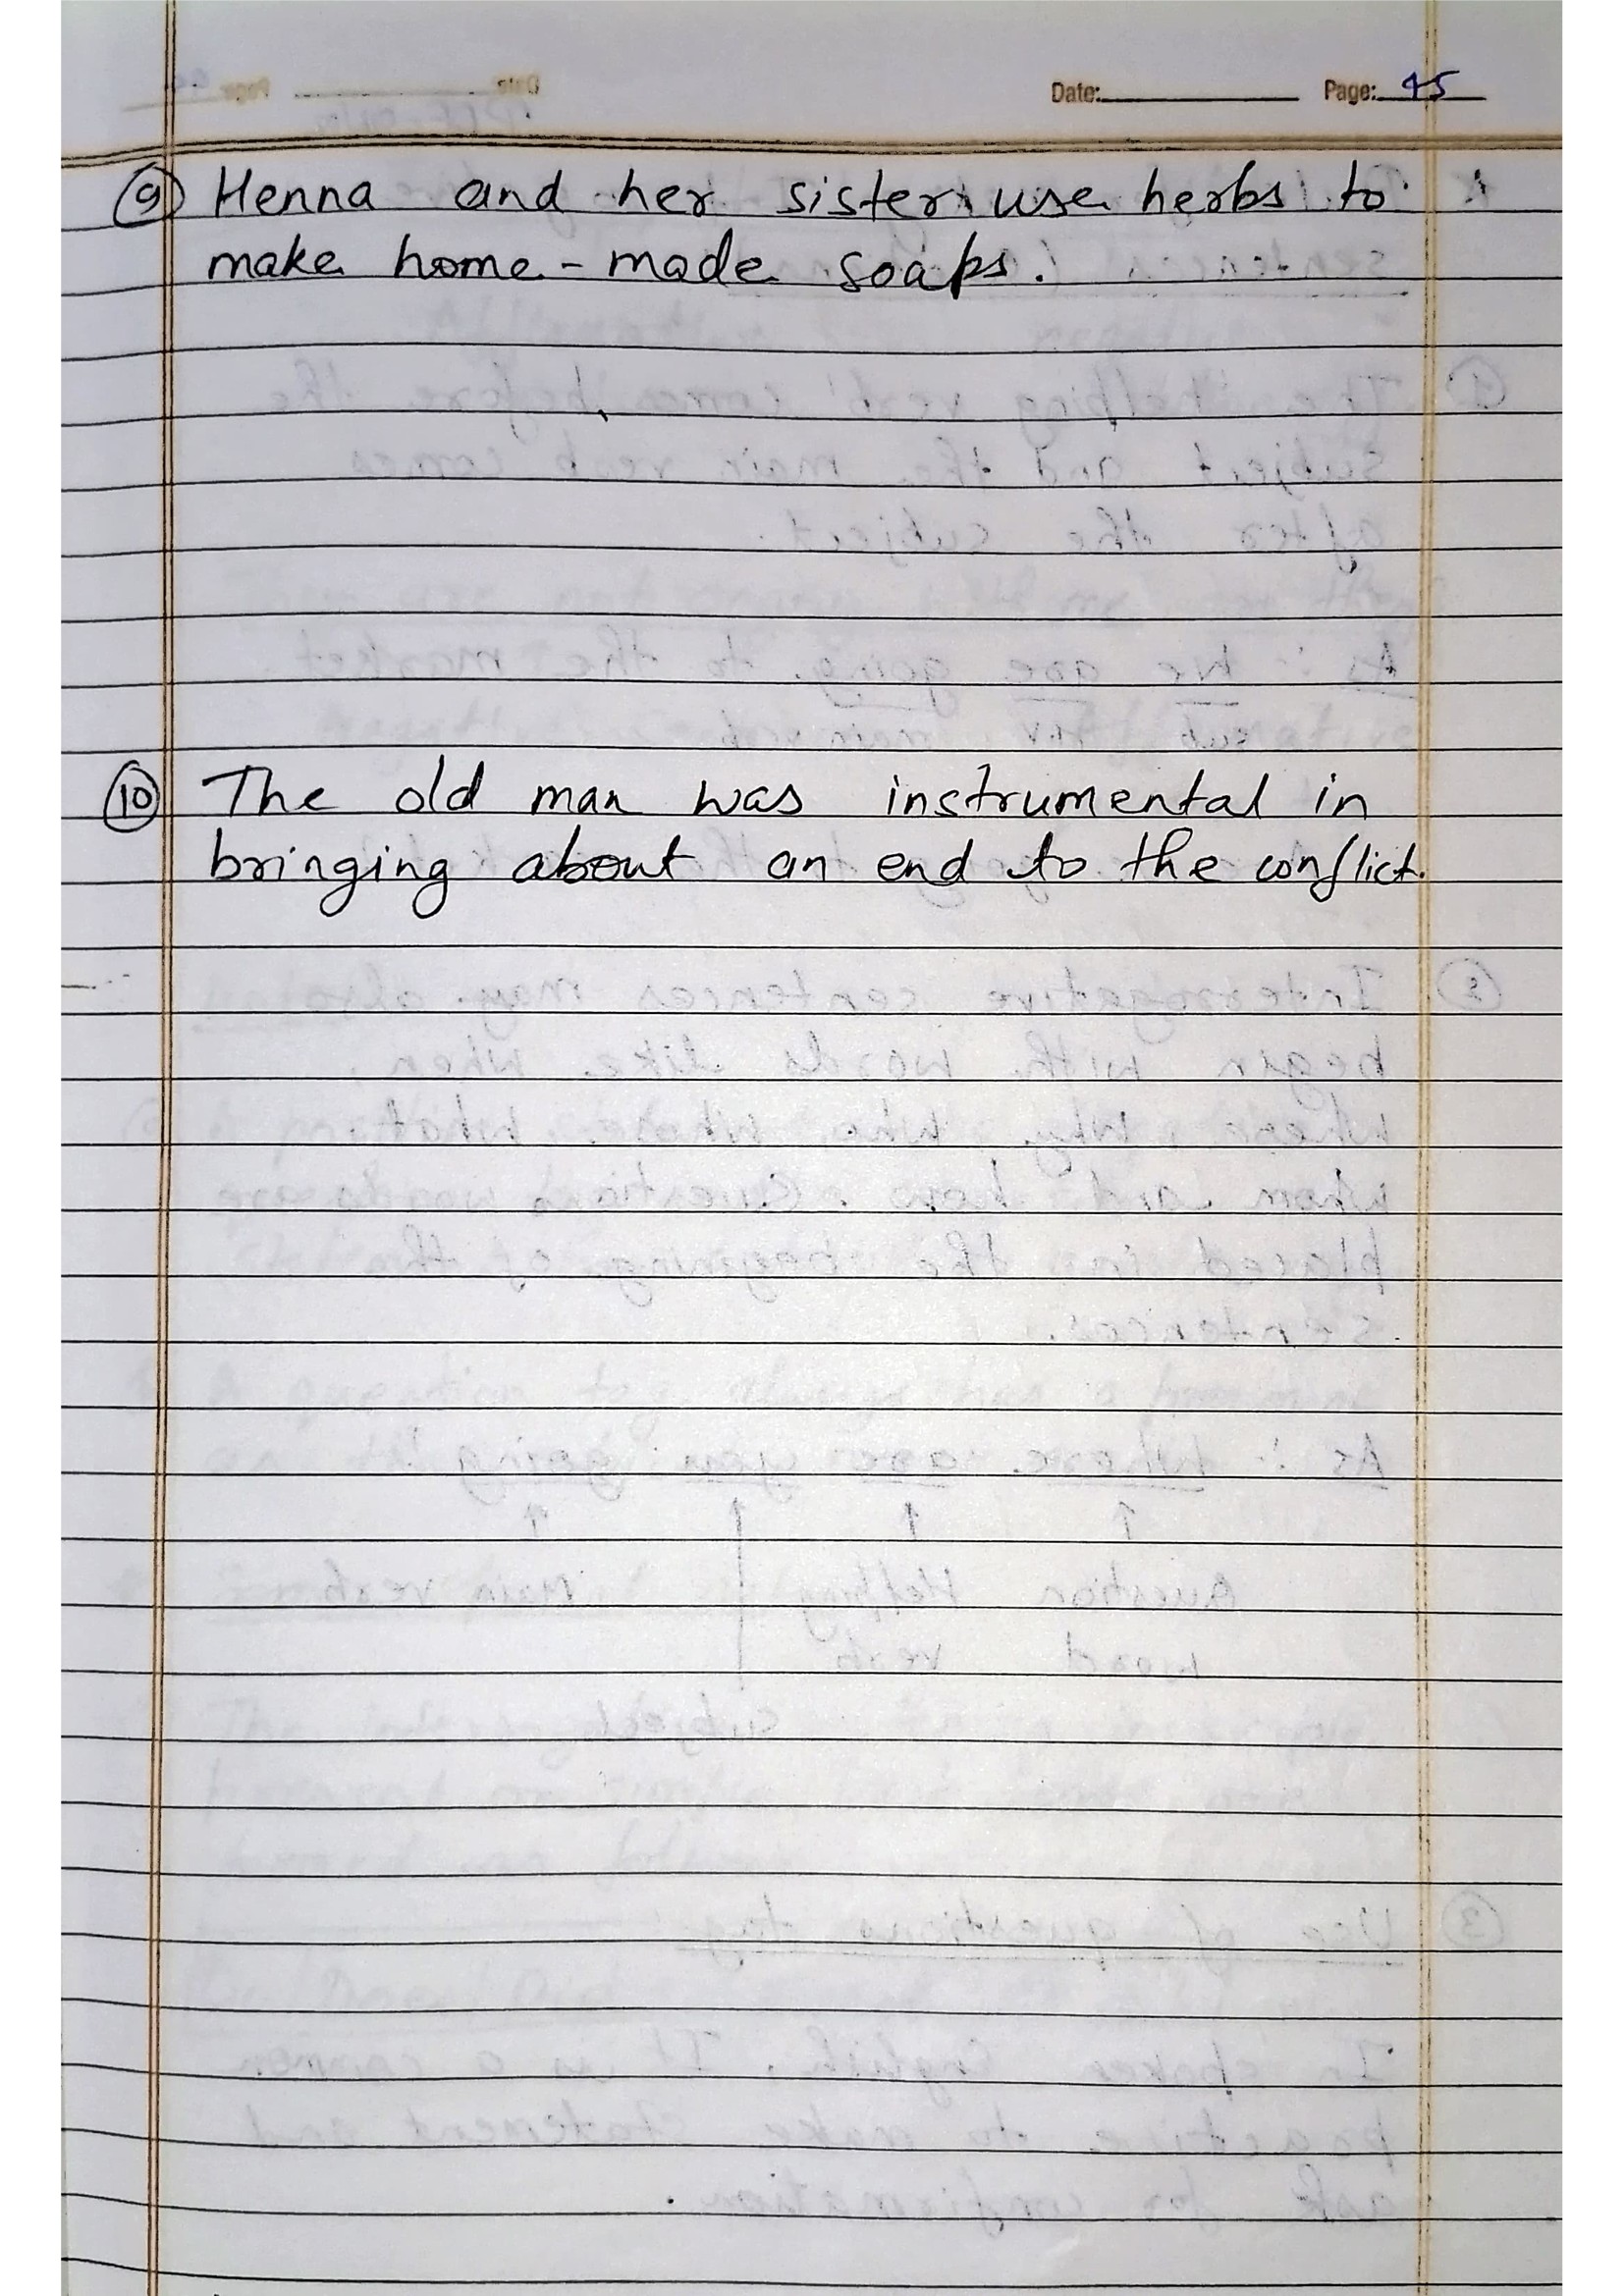 Date: Page: 45
9 Henna and her sister use herbs to
make home-made soaps.
10 The old man was instrumental in
bringing about an end to the conflict.